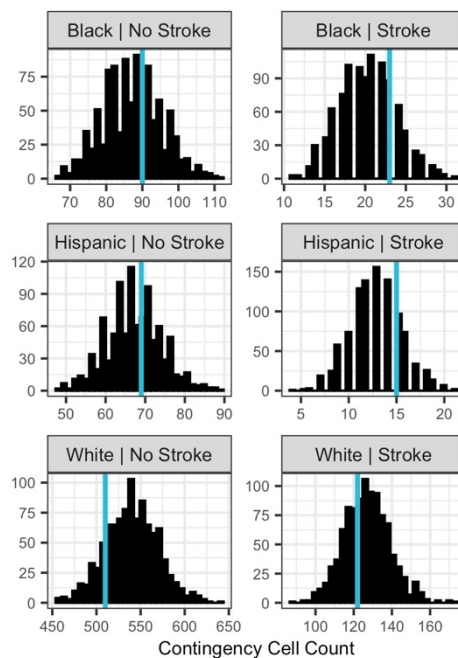 Black | No Stroke
Black | Stroke
75
50
25
0
70 80 90 100 110
90
60
30
0
10 15 20 25 30
Hispanic | No Stroke
Hispanic | Stroke
120
90
60
30
0
50 60 70 80 90
150
100
50
0
5 10 15 20
White | No Stroke
White | Stroke
100
75
50
25
0
450 500 550 600 645
100
75
50
25
0
100 120 140 160
Contingency Cell Count